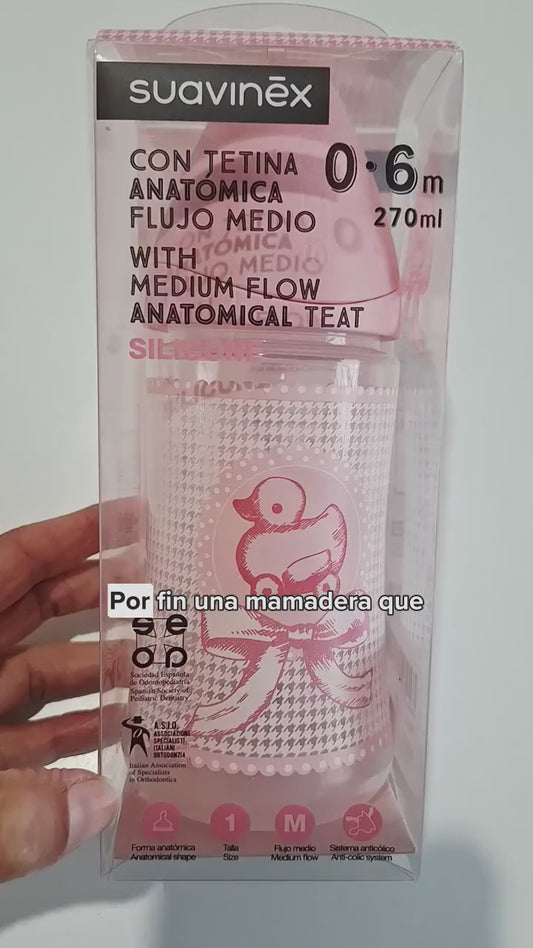 suavinēx
CON TETINA
ANATÓMICA
FLUJO MEDIO
0·6m
270ml
WITH
MEDIUM FLOW
ANATOMICAL TEAT
SILICONE
Por fin una mamadera que
Sociedad Española
de Odontopediatría
Spanish Society of
Pediatric Dentistry
A.S.I.O.
ASSOCIAZIONE
SPECIALISTI
ITALIANI
ORTODONZIA
Italian Association
of Specialists
in Orthodontics
1
M
Forma anatómica
Anatomical shape
Talla
Size
Flujo medio
Medium flow
Sistema anticólico
Anti-colic system